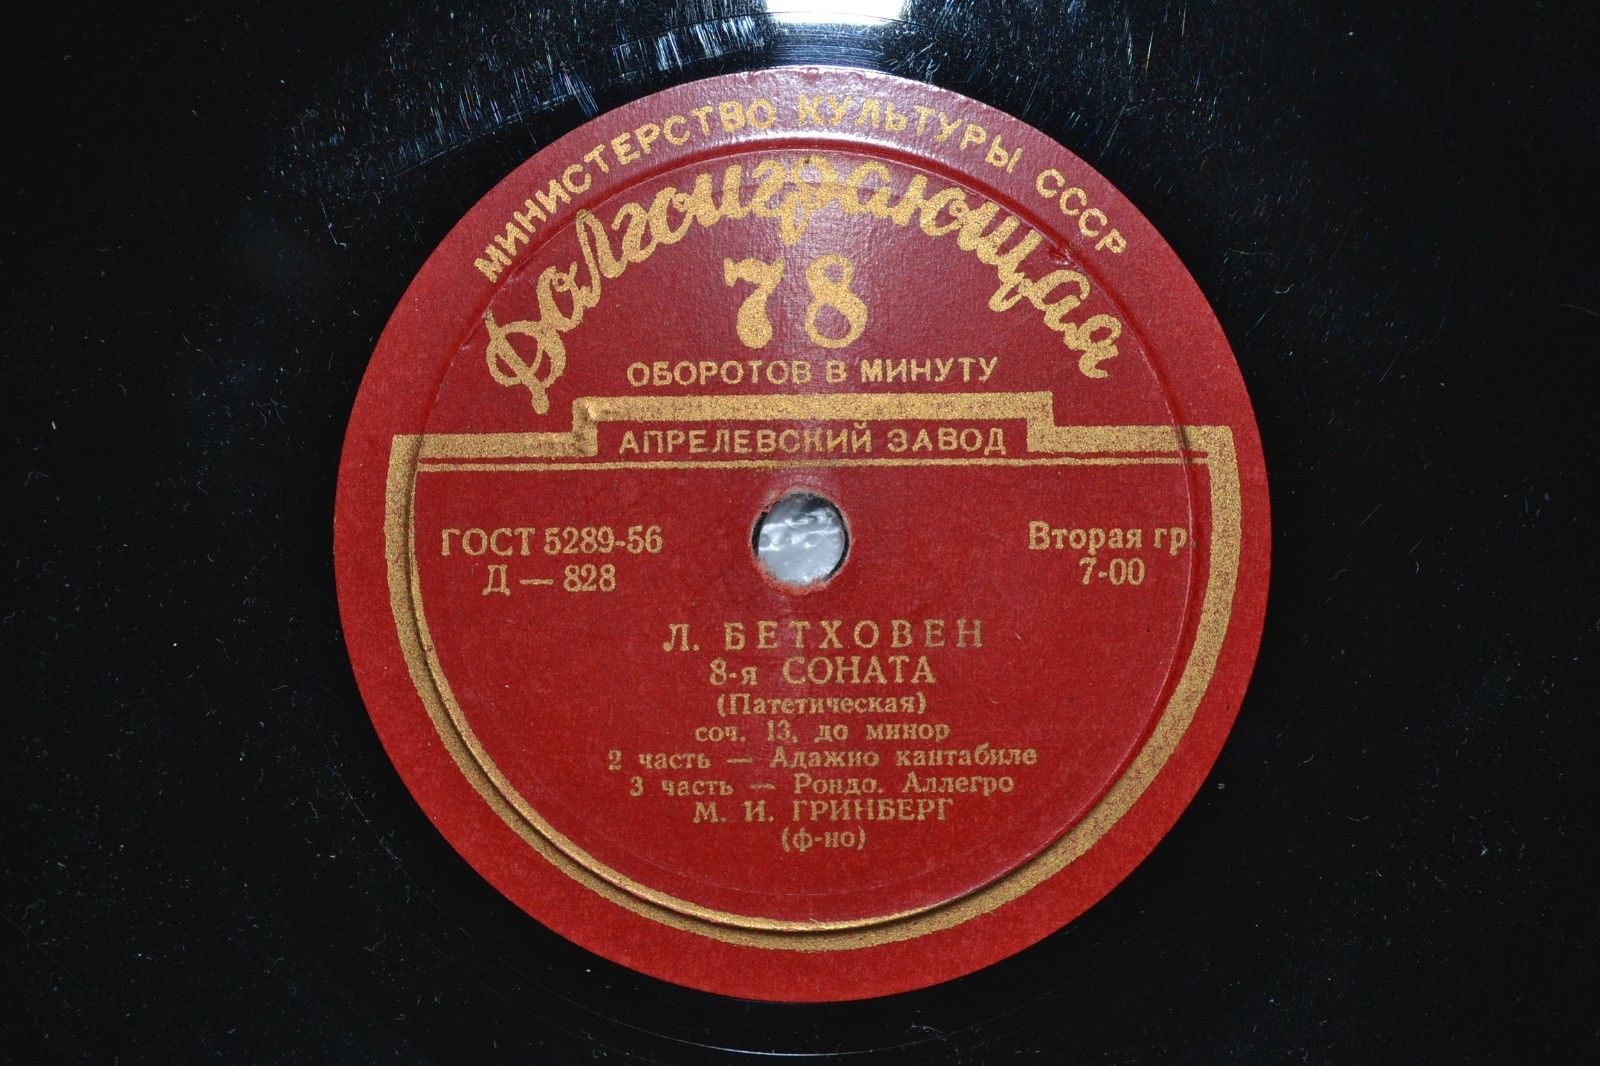 МИНИСТЕРСТВО КУЛЬТУРЫ СССР
Долгоиграющая
78
ОБОРОТОВ В МИНУТУ
АПРЕЛЕВСКИЙ ЗАВОД
ГОСТ 5289-56
Д — 828
Вторая гр.
7-00
Л. БЕТХОВЕН
8-я СОНАТА
(Патетическая)
соч. 13, до минор
2 часть — Адажио кантабиле
3 часть — Рондо. Аллегро
М. И. ГРИНБЕРГ
(ф-но)